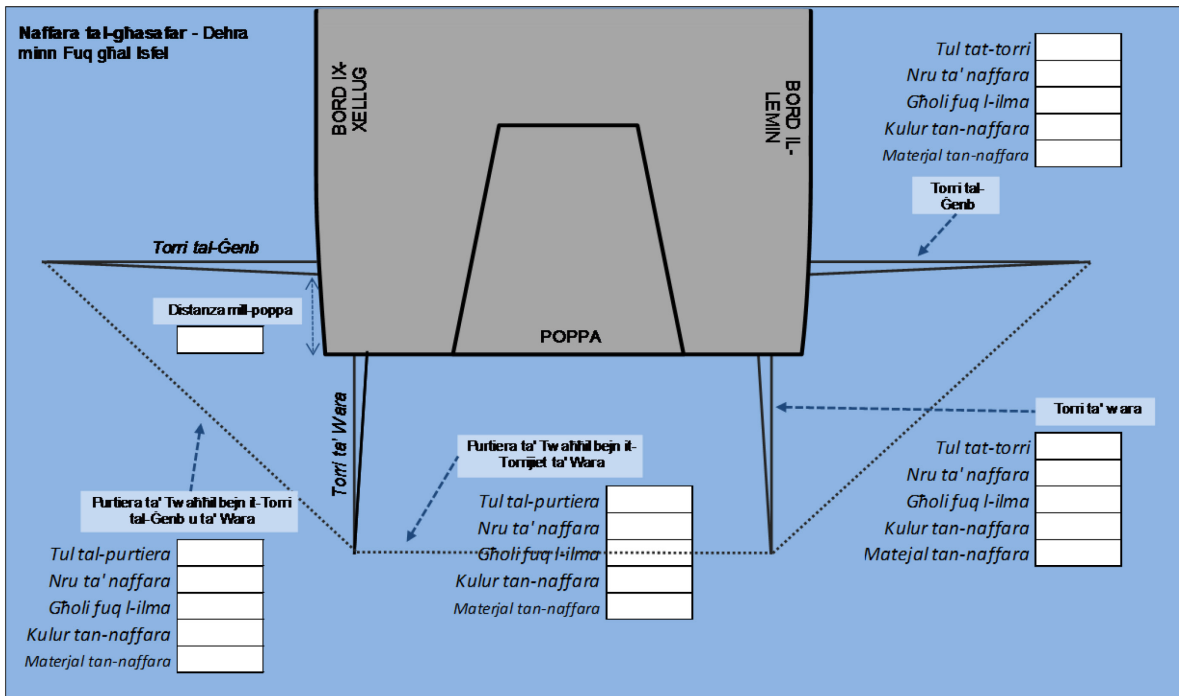 Naffara tal-għasafar - Dehra
minn Fuq għal Isfel
BORD IX-
XELLUG
BORD IL-
LEMIN
Tul tat-torri
Nru ta' naffara
Għoli fuq l-ilma
Kulur tan-naffara
Materjal tan-naffara
Torri tal-
Ġenb
Torri tal-Ġenb
Distanza mill-poppa
POPPA
Torri ta' Wara
Torri ta' wara
Purtiera ta' Twaħħil bejn it-
Torrijiet ta' Wara
Tul tat-torri
Nru ta' naffara
Għoli fuq l-ilma
Kulur tan-naffara
Matejal tan-naffara
Tul tal-purtiera
Nru ta' naffara
Għoli fuq l-ilma
Kulur tan-naffara
Materjal tan-naffara
Purtiera ta' Twaħħil bejn it-Torri
tal-Ġenb u ta' Wara
Tul tal-purtiera
Nru ta' naffara
Għoli fuq l-ilma
Kulur tan-naffara
Materjal tan-naffara